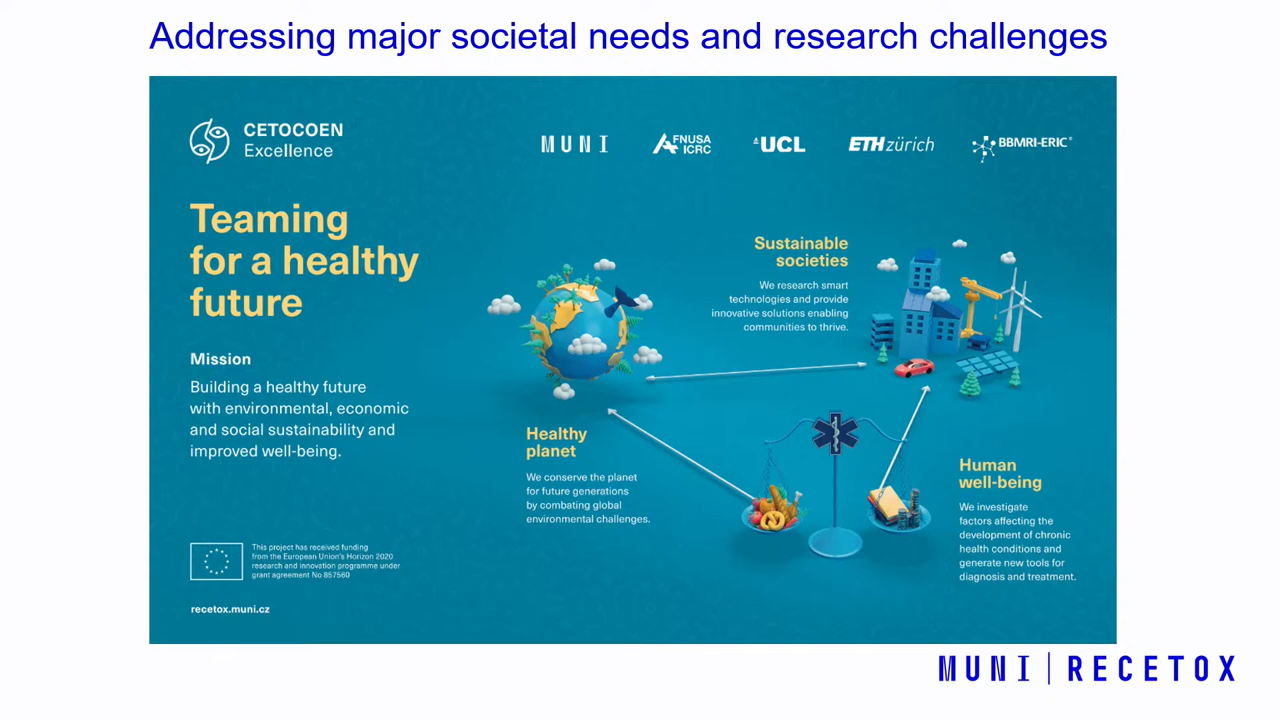 Addressing major societal needs and research challenges
CETOCOEN
Excellence
MUNI
FNUSA
ICRC
UCL
ETH zürich
BBMRI-ERIC®
Teaming
for a healthy
future
Mission
Building a healthy future
with environmental, economic
and social sustainability and
improved well-being.
Sustainable
societies
We research smart
technologies and provide
innovative solutions enabling
communities to thrive.
Healthy
planet
We conserve the planet
for future generations
by combating global
environmental challenges.
Human
well-being
We investigate
factors affecting the
development of chronic
health conditions and
generate new tools for
diagnosis and treatment.
This project has received funding
from the European Union's Horizon 2020
research and innovation programme under
grant agreement No 857560
recetox.muni.cz
MUNI | RECETOX